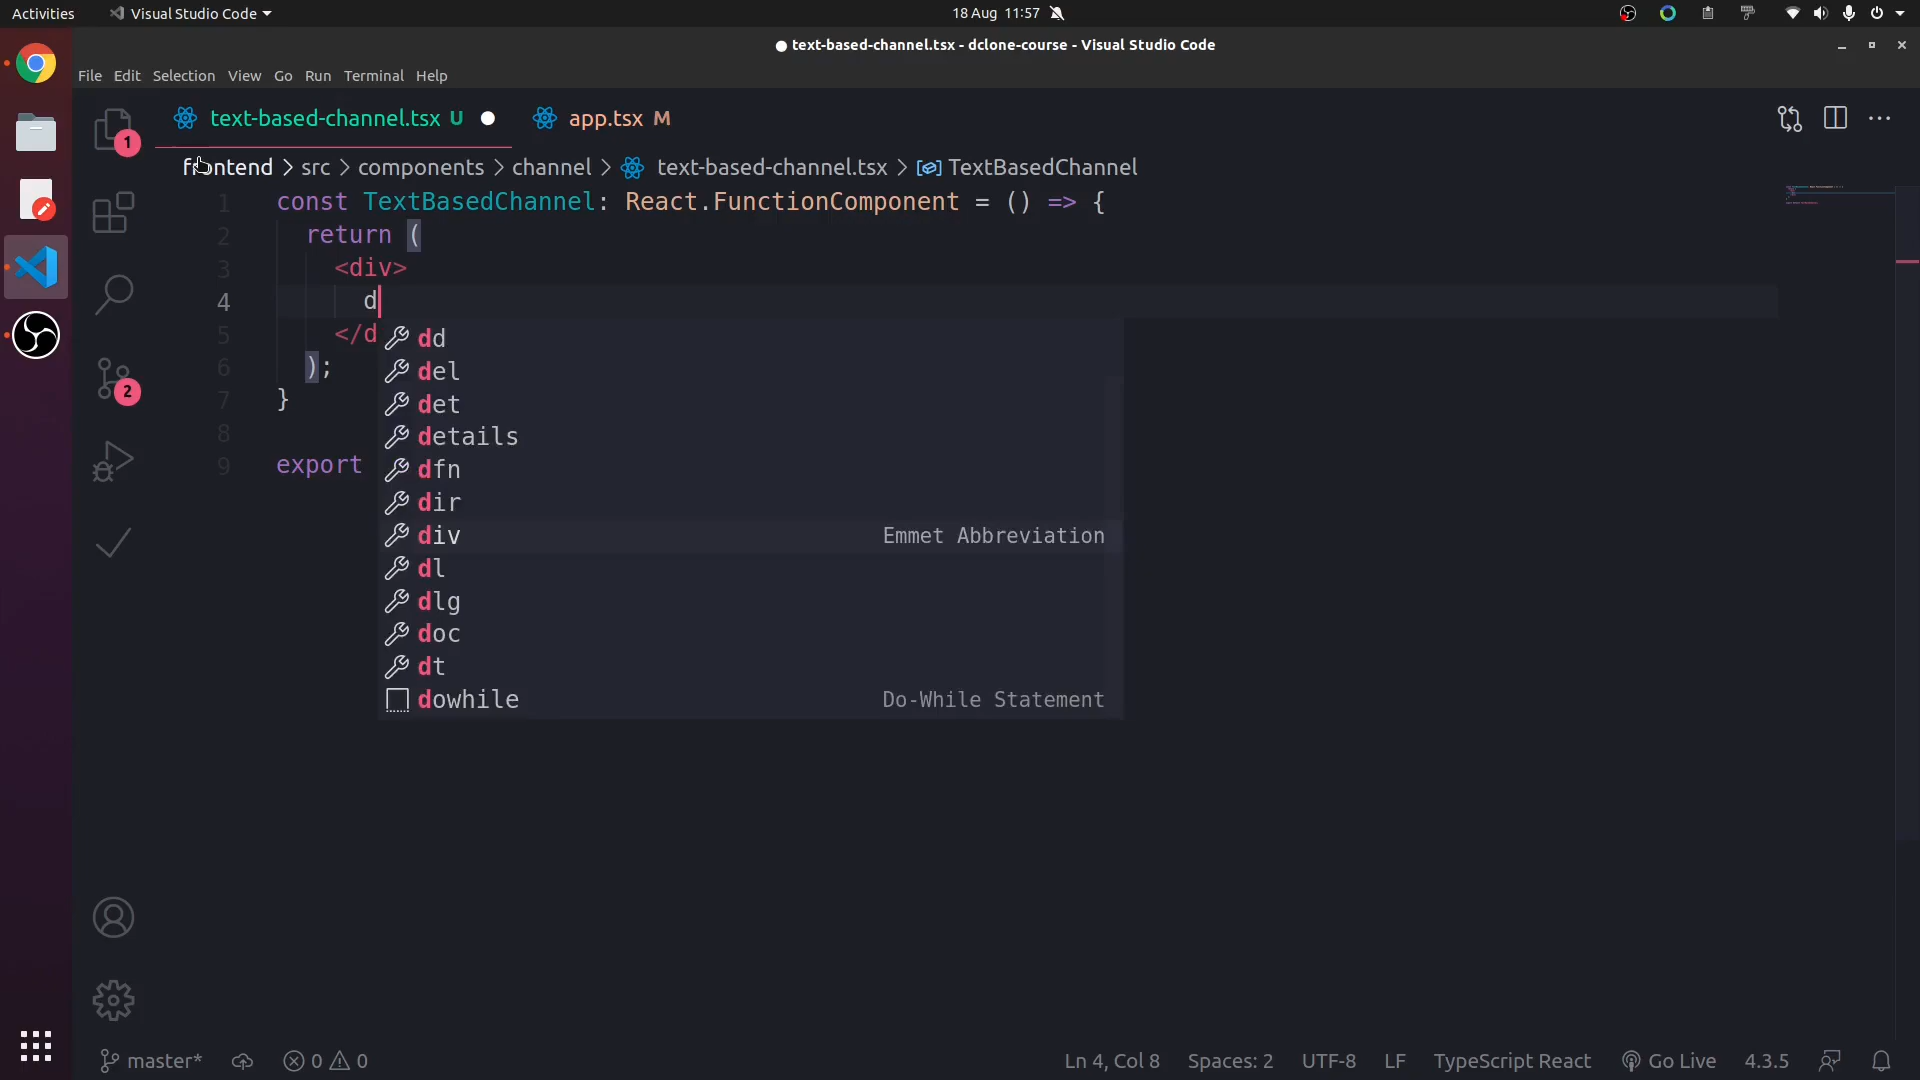 Activities Visual Studio Code 18 Aug 11:57
text-based-channel.tsx - dclone-course - Visual Studio Code
File Edit Selection View Go Run Terminal Help
text-based-channel.tsx U app.tsx M
frontend > src > components > channel > text-based-channel.tsx > TextBasedChannel
1 const TextBasedChannel: React.FunctionComponent = () => {
2 return (
3 <div>
4 d
5 </d
6 );
7 }
8
9 export
dd
del
det
details
dfn
dir
div Emmet Abbreviation
dl
dlg
doc
dt
dowhile Do-While Statement
1
2
master* 0 0 Ln 4, Col 8 Spaces: 2 UTF-8 LF TypeScript React Go Live 4.3.5